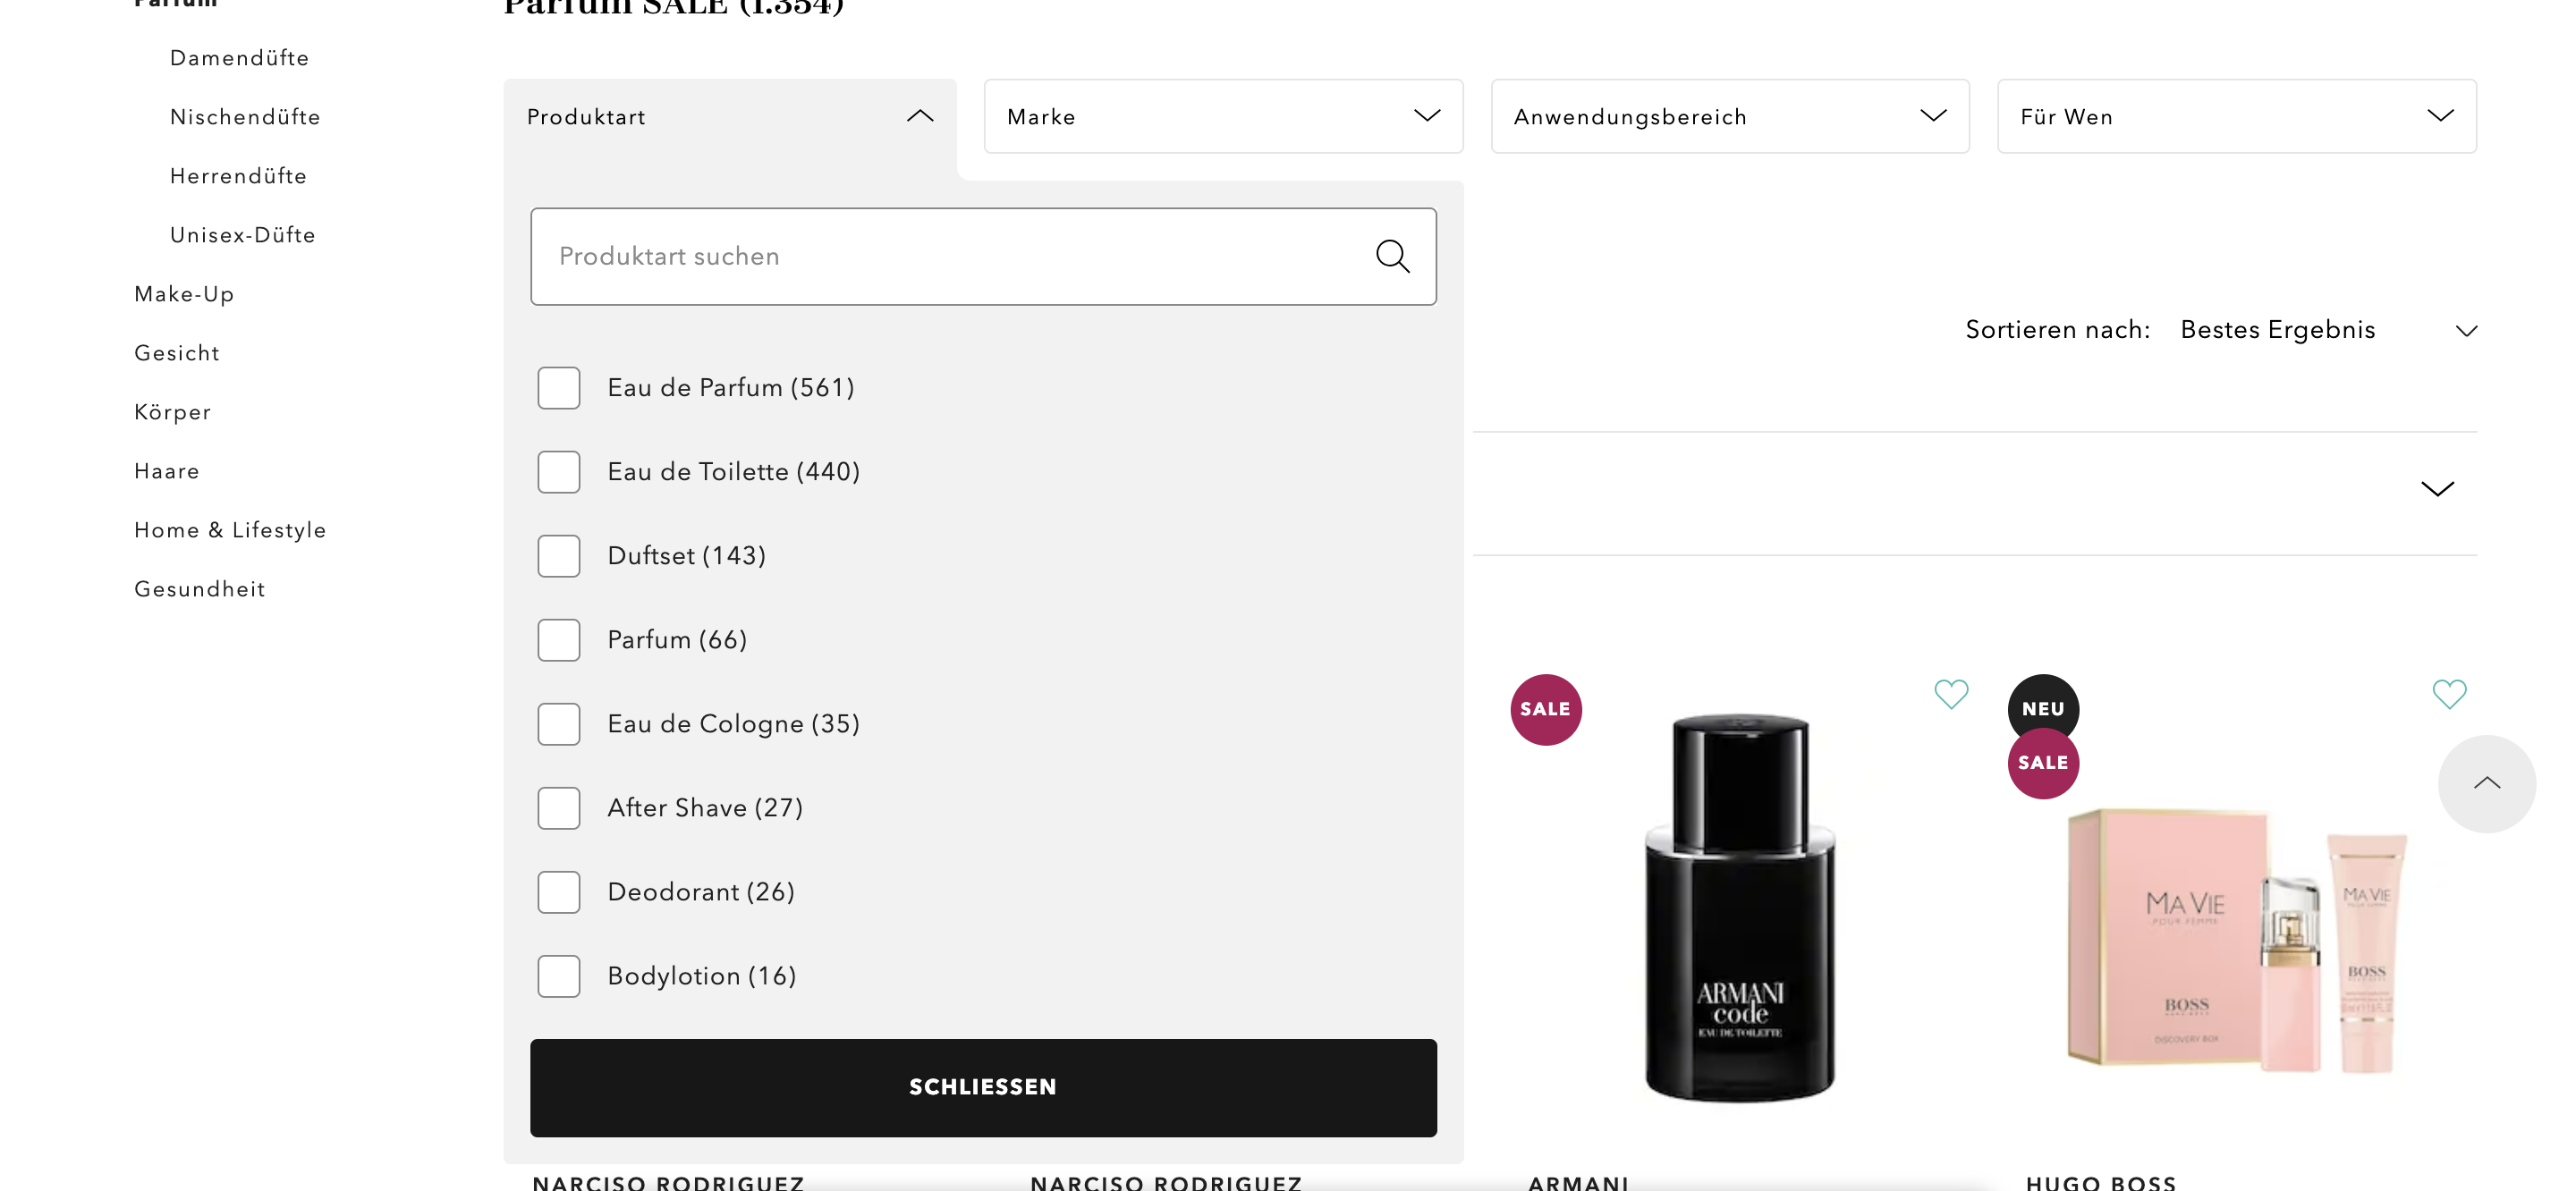 Parfum
Parfum SALE (1.354)
Damendüfte
Nischendüfte
Herrendüfte
Unisex-Düfte
Make-Up
Gesicht
Körper
Haare
Home & Lifestyle
Gesundheit
Produktart
Marke
Anwendungsbereich
Für Wen
Produktart suchen
Sortieren nach: Bestes Ergebnis
Eau de Parfum (561)
Eau de Toilette (440)
Duftset (143)
Parfum (66)
Eau de Cologne (35)
After Shave (27)
Deodorant (26)
Bodylotion (16)
SCHLIESSEN
SALE
ARMANI
code
EAU DE TOILETTE
NEU
SALE
MA VIE
POUR FEMME
BOSS
HUGO BOSS
DISCOVERY BOX
MA VIE
POUR FEMME
BOSS
NARCISO RODRIGUEZ
NARCISO RODRIGUEZ
ARMANI
HUGO BOSS